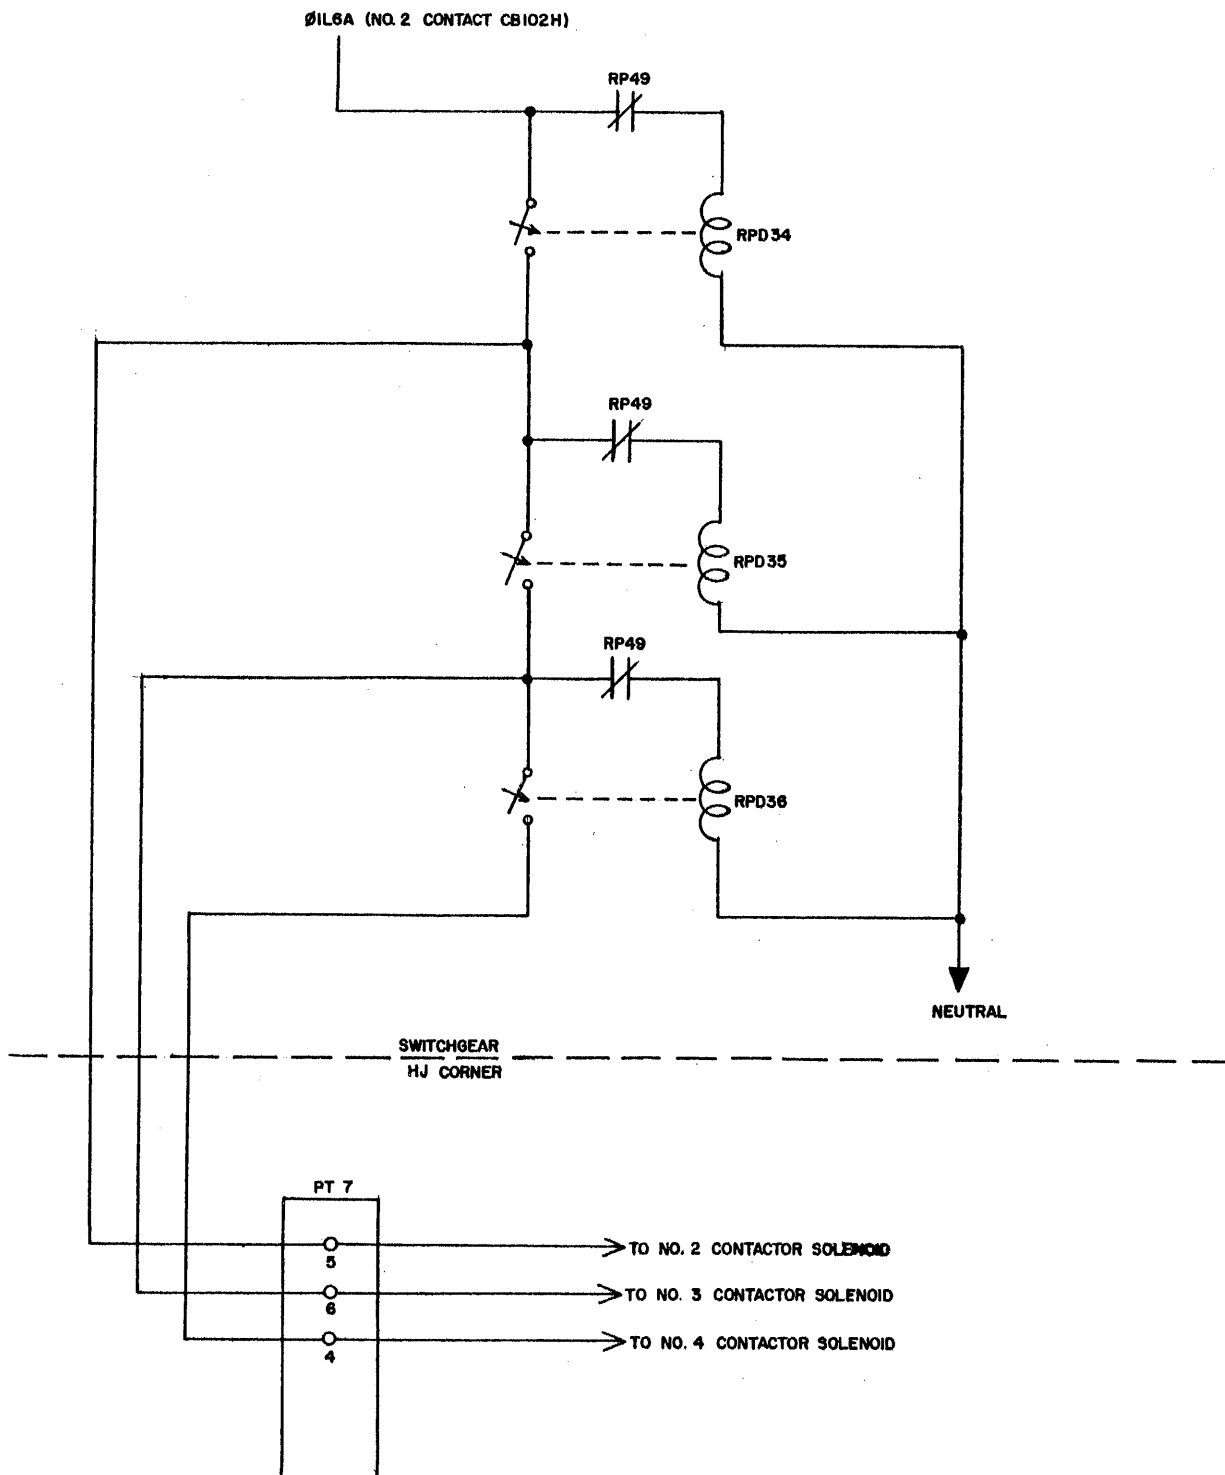 Ø1L6A (NO. 2 CONTACT CB102H)
RP49
RPD34
RP49
RPD35
RP49
RPD36
NEUTRAL
SWITCHGEAR
HJ CORNER
PT 7
5
TO NO. 2 CONTACTOR SOLENOID
6
TO NO. 3 CONTACTOR SOLENOID
4
TO NO. 4 CONTACTOR SOLENOID